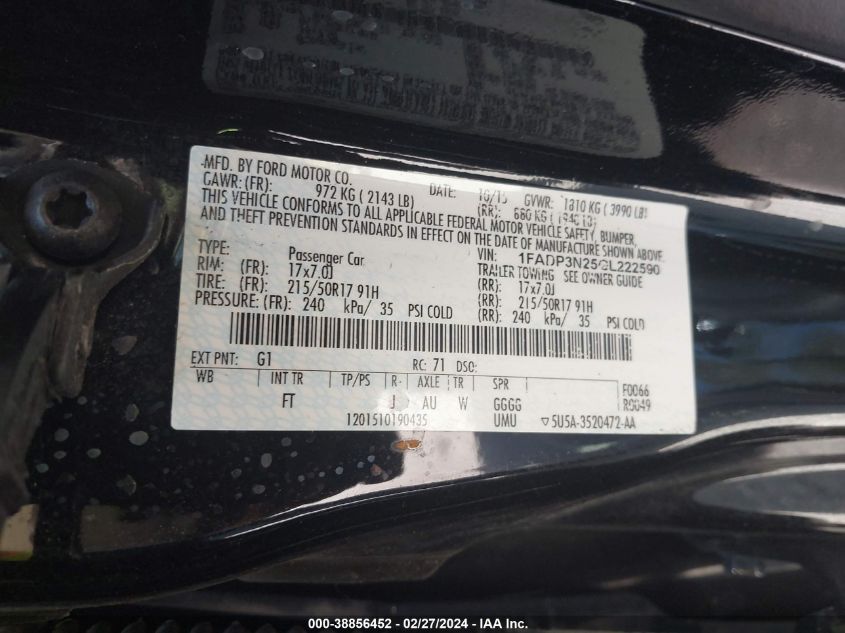 MFD. BY FORD MOTOR CO.
DATE: 10/15 GVWR: 1810 KG ( 3990 LB)
GAWR: (FR): 972 KG ( 2143 LB) (RR): 880 KG ( LB)
THIS VEHICLE CONFORMS TO ALL APPLICABLE FEDERAL MOTOR VEHICLE SAFETY, BUMPER,
AND THEFT PREVENTION STANDARDS IN EFFECT ON THE DATE OF MANUFACTURE SHOWN ABOVE.
VIN: 1FADP3N25GL222590
TYPE: Passenger Car TRAILER TOWING SEE OWNER GUIDE
RIM: (FR): 17x7.0J (RR): 17x7.0J
TIRE: (FR): 215/50R17 91H (RR): 215/50R17 91H
PRESSURE: (FR): 240 kPa/ 35 PSI COLD (RR): 240 kPa/ 35 PSI COLD
EXT PNT: G1 RC: 71 DSO:
WB INT TR TP/PS R AXLE TR SPR F0066
FT J AU W GGGG R0049
1201510190435 UMU ▽5U5A-3520472-AA
000-38856452 - 02/27/2024 - IAA Inc.